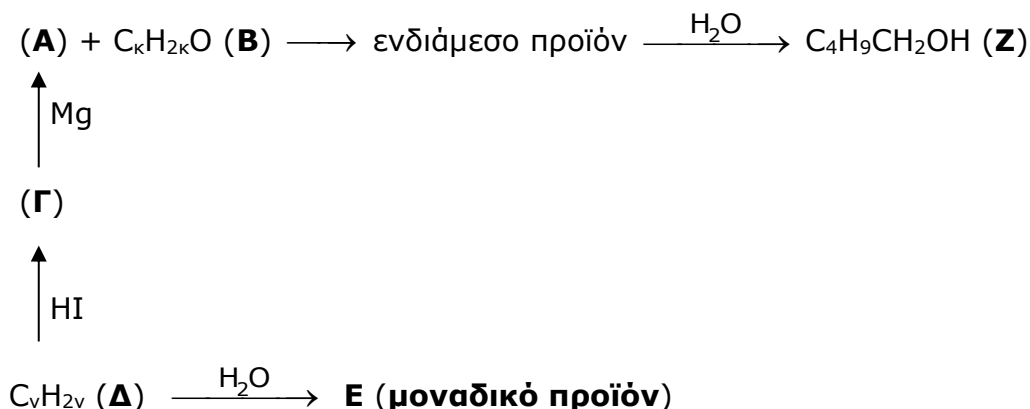 (Α) + CκH2κO (Β) ⟶ ενδιάμεσο προϊόν H2O ⟶ C4H9CH2OH (Ζ)
Mg
(Γ)
HI
CνH2ν (Δ) H2O ⟶ Ε (μοναδικό προϊόν)